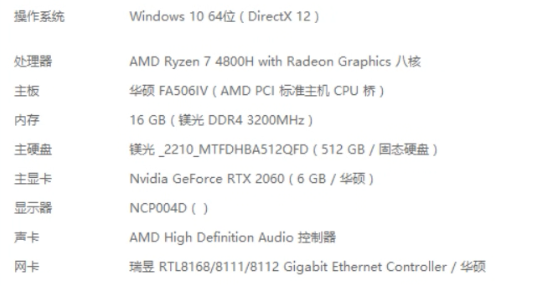 操作系统 Windows 10 64位 ( DirectX 12 )
处理器 AMD Ryzen 7 4800H with Radeon Graphics 八核
主板 华硕 FA506IV ( AMD PCI 标准主机 CPU 桥 )
内存 16 GB ( 镁光 DDR4 3200MHz )
主硬盘 镁光 _2210_MTFDHBA512QFD ( 512 GB / 固态硬盘 )
主显卡 Nvidia GeForce RTX 2060 ( 6 GB / 华硕 )
显示器 NCP004D ( )
声卡 AMD High Definition Audio 控制器
网卡 瑞昱 RTL8168/8111/8112 Gigabit Ethernet Controller / 华硕